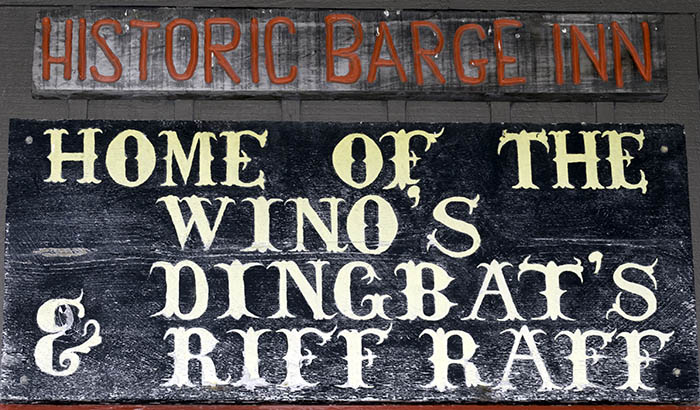 HISTORIC BARGE INN
HOME OF THE
WINO'S
DINGBAT'S
& RIFF RAFF